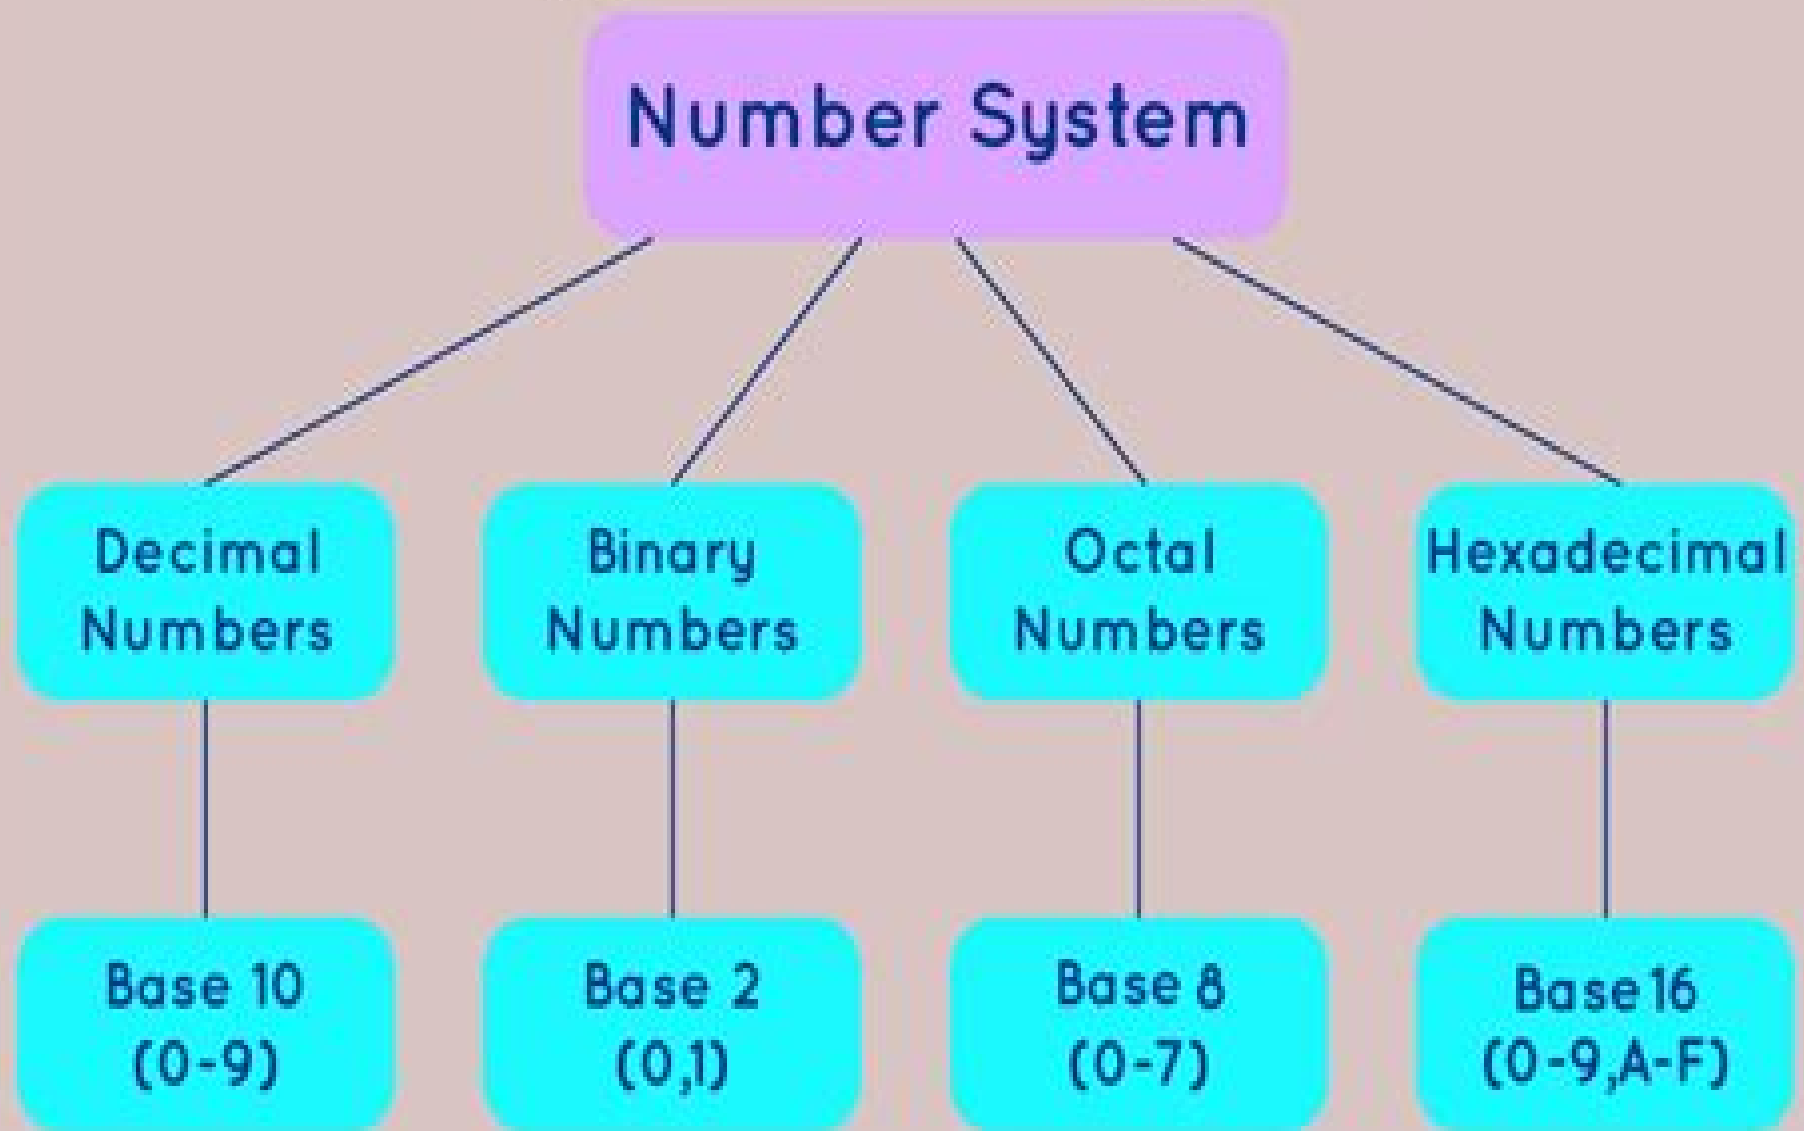 Number System
Decimal
Numbers
Binary
Numbers
Octal
Numbers
Hexadecimal
Numbers
Base 10
(0-9)
Base 2
(0,1)
Base 8
(0-7)
Base 16
(0-9,A-F)